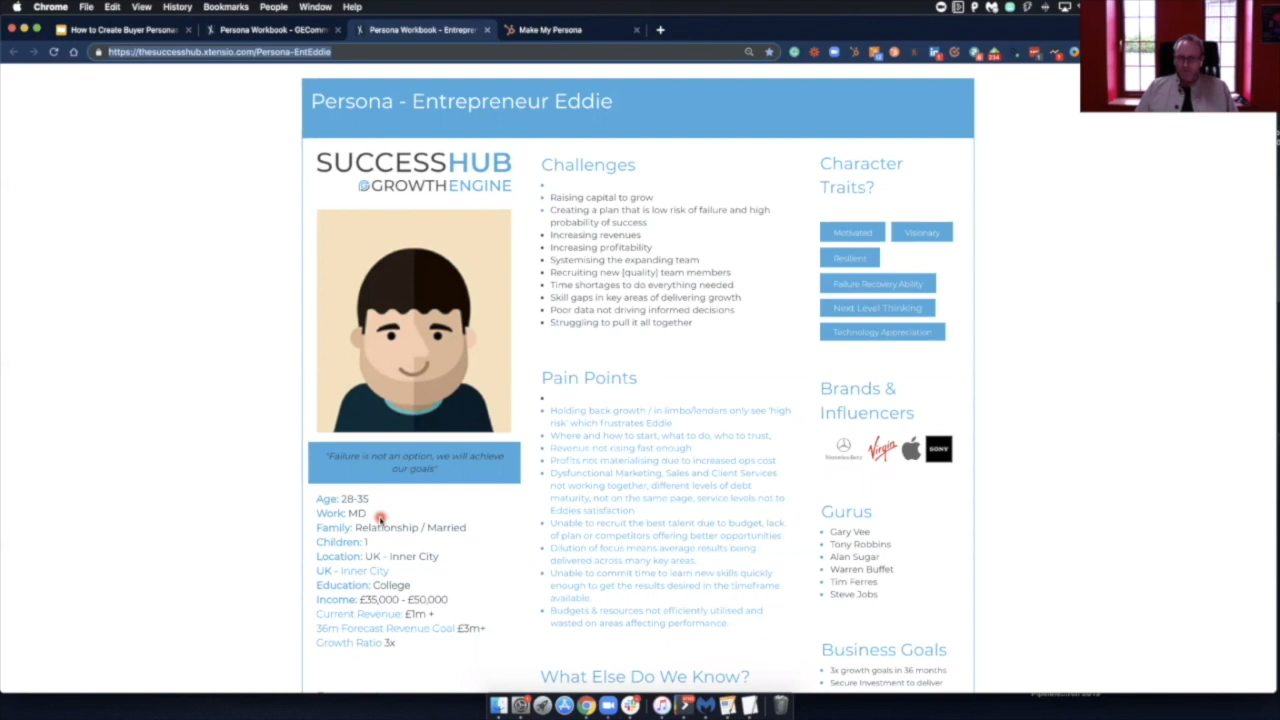 Chrome File Edit View History Bookmarks People Window Help
How to Create Buyer Persona
Persona Workbook - GEComm
Persona Workbook - Entrepren
Make My Persona
https://thesuccesshub.xtensio.com/Persona-EntEddie
Persona - Entrepreneur Eddie
SUCCESSHUB
GROWTHENGINE
"Failure is not an option, we will achieve
our goals"
Age: 28-35
Work: MD
Family: Relationship / Married
Children: 1
Location: UK - Inner City
UK - Inner City
Education: College
Income: £35,000 - £50,000
Current Revenue: £1m +
36m Forecast Revenue Goal £3m+
Growth Ratio 3x
Challenges
Raising capital to grow
Creating a plan that is low risk of failure and high
probability of success
Increasing revenues
Increasing profitability
Systemising the expanding team
Recruiting new [quality] team members
Time shortages to do everything needed
Skill gaps in key areas of delivering growth
Poor data not driving informed decisions
Struggling to pull it all together
Pain Points
Holding back growth / in limbo/lenders only see 'high
risk' which frustrates Eddie
Where and how to start, what to do, who to trust,
Revenue not rising fast enough
Profits not materialising due to increased ops cost
Dysfunctional Marketing, Sales and Client Services
not working together, different levels of debt
maturity, not on the same page, service levels not to
Eddies satisfaction
Unable to recruit the best talent due to budget, lack
of plan or competitors offering better opportunities
Dilution of focus means average results being
delivered across many key areas.
Unable to commit time to learn new skills quickly
enough to get the results desired in the timeframe
available.
Budgets & resources not efficiently utilised and
wasted on areas affecting performance.
What Else Do We Know?
Character
Traits?
Motivated Visionary
Resilient
Failure Recovery Ability
Next Level Thinking
Technology Appreciation
Brands &
Influencers
Mercedes-Benz Virgin SONY
Gurus
Gary Vee
Tony Robbins
Alan Sugar
Warren Buffet
Tim Ferres
Steve Jobs
Business Goals
3x growth goals in 36 months
Secure Investment to deliver